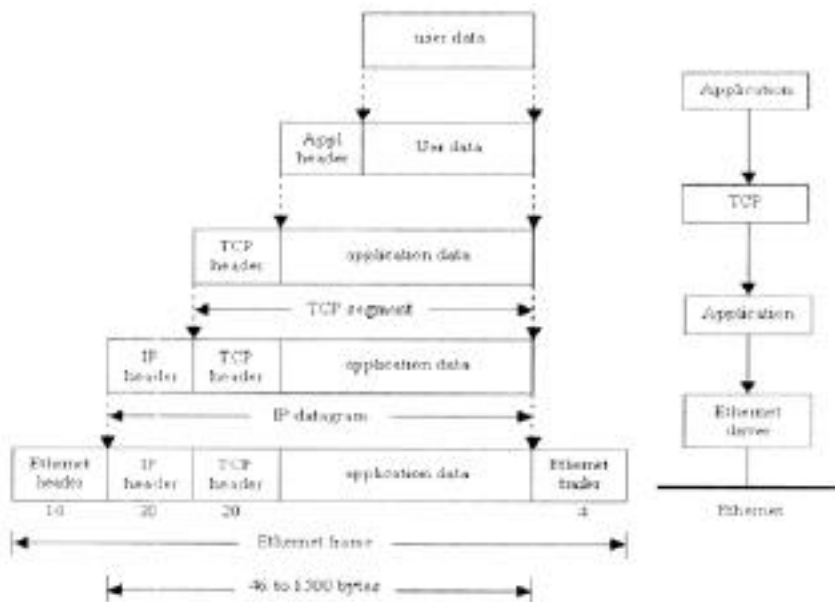 user data
Appl
header
User data
TCP
header
application data
TCP segment
IP
header
TCP
header
application data
IP datagram
Ethernet
header
IP
header
TCP
header
application data
Ethernet
14
20
20
4
Ethernet frame
46 to 1500 bytes
Application
TCP
Application
Ethernet
driver
Ethernet